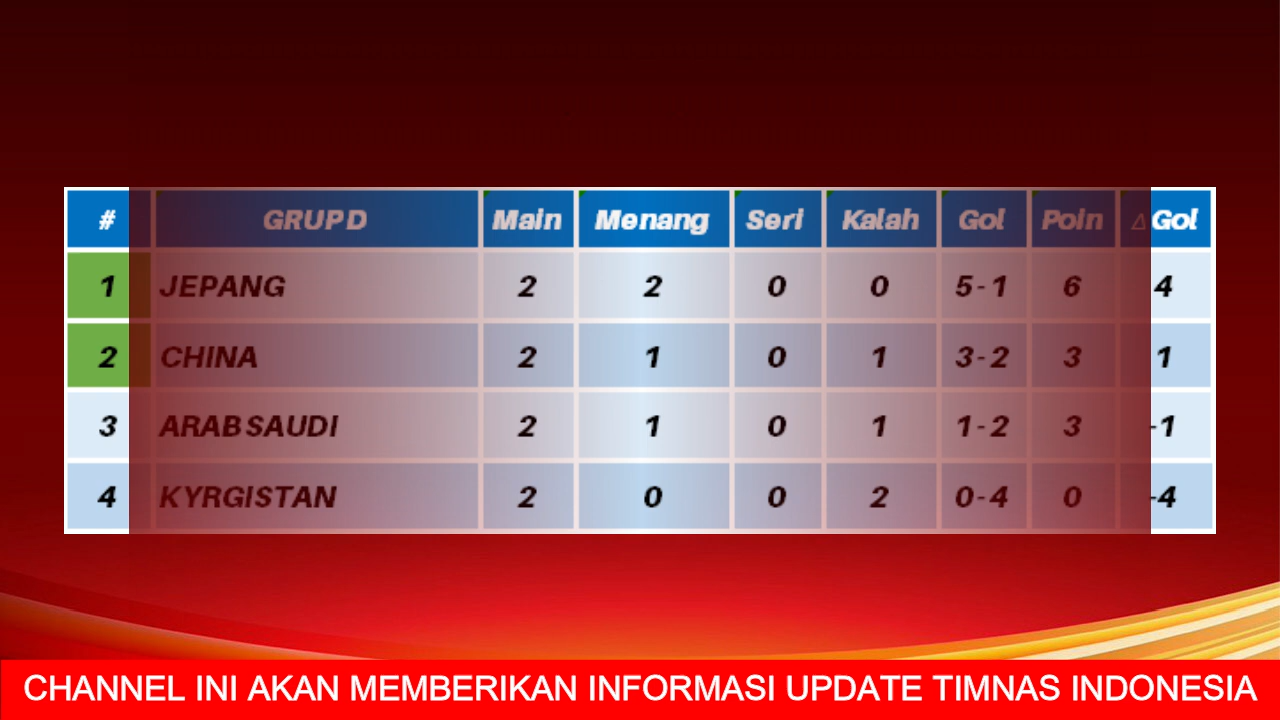 # GRUP D Main Menang Seri Kalah Gol Poin △Gol
1 JEPANG 2 2 0 0 5-1 6 4
2 CHINA 2 1 0 1 3-2 3 1
3 ARAB SAUDI 2 1 0 1 1-2 3 -1
4 KYRGISTAN 2 0 0 2 0-4 0 -4
CHANNEL INI AKAN MEMBERIKAN INFORMASI UPDATE TIMNAS INDONESIA